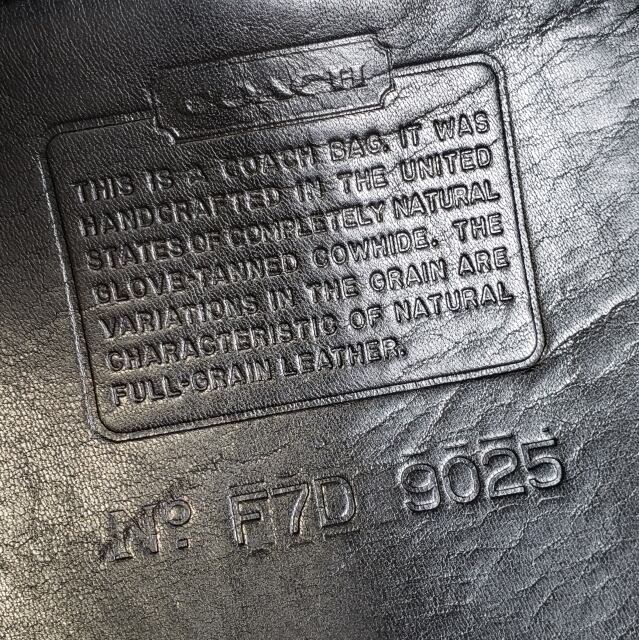 COACH
THIS IS A COACH BAG. IT WAS
HANDCRAFTED IN THE UNITED
STATES OF COMPLETELY NATURAL
GLOVE-TANNED COWHIDE. THE
VARIATIONS IN THE GRAIN ARE
CHARACTERISTIC OF NATURAL
FULL-GRAIN LEATHER.
Nº F7D 9025